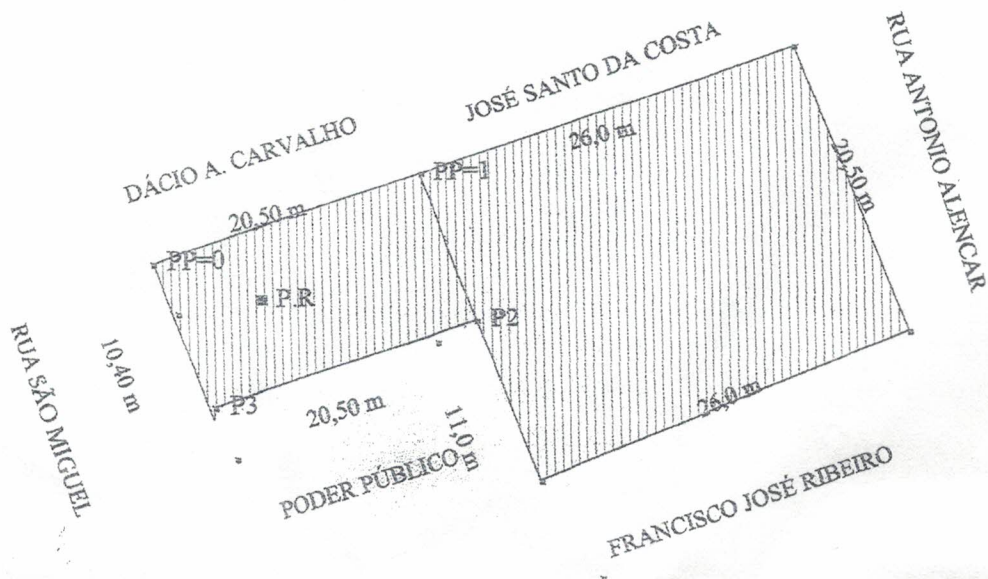 RUA ANTONIO ALENCAR
JOSÉ SANTO DA COSTA
DÁCIO A. CARVALHO
26,0 m
20,50 m
PP=1
20,50 m
PP=0
P.R
P2
RUA SÃO MIGUEL
10,40 m
P3
20,50 m
11,0 m
26,0 m
PODER PÚBLICO
FRANCISCO JOSÉ RIBEIRO